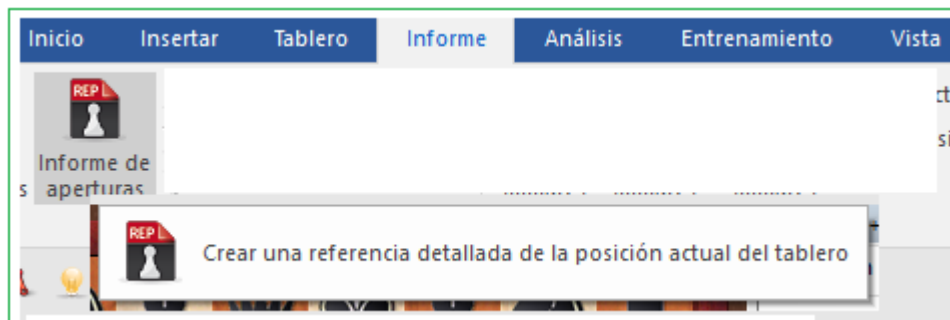 Inicio Insertar Tablero Informe Análisis Entrenamiento Vista
REP
Informe de
aperturas
REP
Crear una referencia detallada de la posición actual del tablero